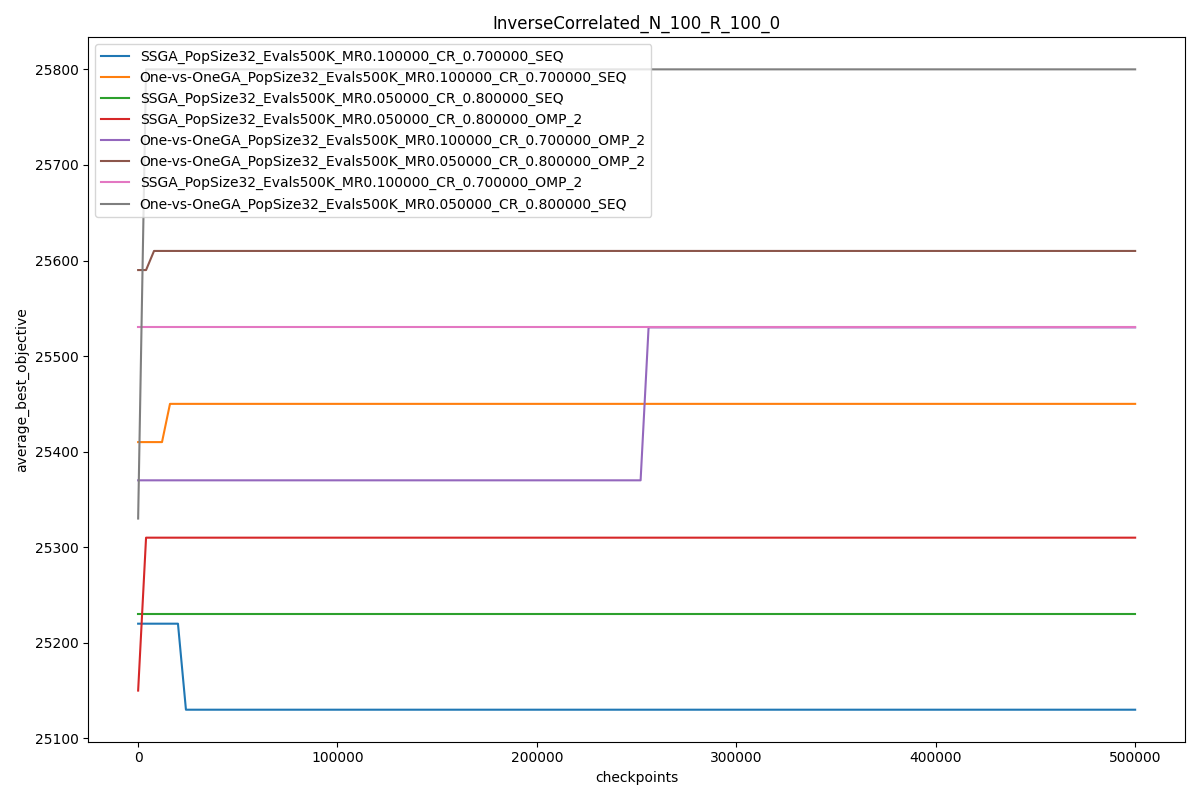 InverseCorrelated_N_100_R_100_0
SSGA_PopSize32_Evals500K_MR0.100000_CR_0.700000_SEQ
One-vs-OneGA_PopSize32_Evals500K_MR0.100000_CR_0.700000_SEQ
SSGA_PopSize32_Evals500K_MR0.050000_CR_0.800000_SEQ
SSGA_PopSize32_Evals500K_MR0.050000_CR_0.800000_OMP_2
One-vs-OneGA_PopSize32_Evals500K_MR0.100000_CR_0.700000_OMP_2
One-vs-OneGA_PopSize32_Evals500K_MR0.050000_CR_0.800000_OMP_2
SSGA_PopSize32_Evals500K_MR0.100000_CR_0.700000_OMP_2
One-vs-OneGA_PopSize32_Evals500K_MR0.050000_CR_0.800000_SEQ
25800
25700
25600
25500
25400
25300
25200
25100
average_best_objective
0
100000
200000
300000
400000
500000
checkpoints